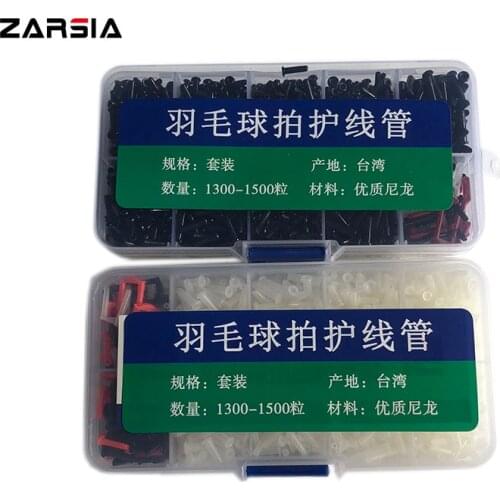 ZARSIA
羽毛球拍护线管
规格：套装 产地：台湾
数量：1300-1500粒 材料：优质尼龙
羽毛球拍护线管
规格：套装 产地：台湾
数量：1300-1500粒 材料：优质尼龙